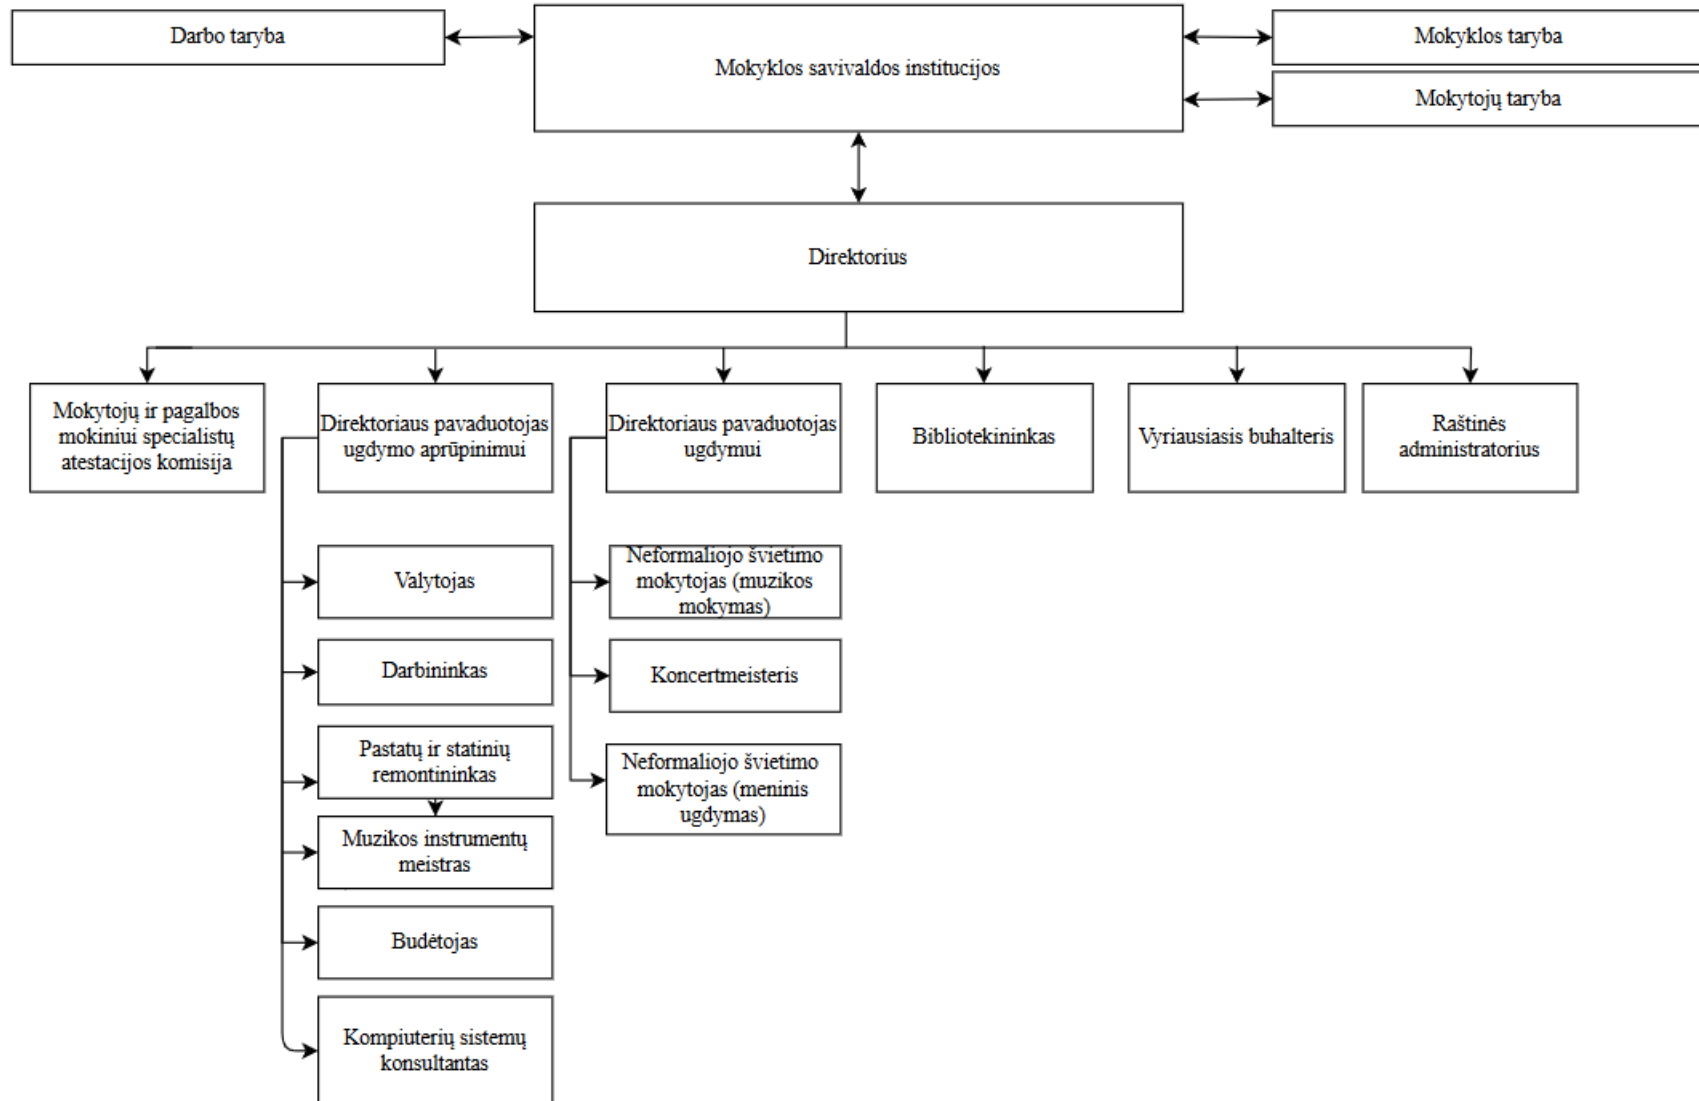 Darbo taryba
Mokyklos savivaldos institucijos
Mokyklos taryba
Mokytojų taryba
Direktorius
Mokytojų ir pagalbos
mokiniui specialistų
atestacijos komisija
Direktoriaus pavaduotojas
ugdymo aprūpinimui
Direktoriaus pavaduotojas
ugdymui
Bibliotekininkas
Vyriausiasis buhalteris
Raštinės
administratorius
Valytojas
Darbininkas
Pastatų ir statinių
remontininkas
Muzikos instrumentų
meistras
Budėtojas
Kompiuterių sistemų
konsultantas
Neformaliojo švietimo
mokytojas (muzikos
mokymas)
Koncertmeisteris
Neformaliojo švietimo
mokytojas (meninis
ugdymas)